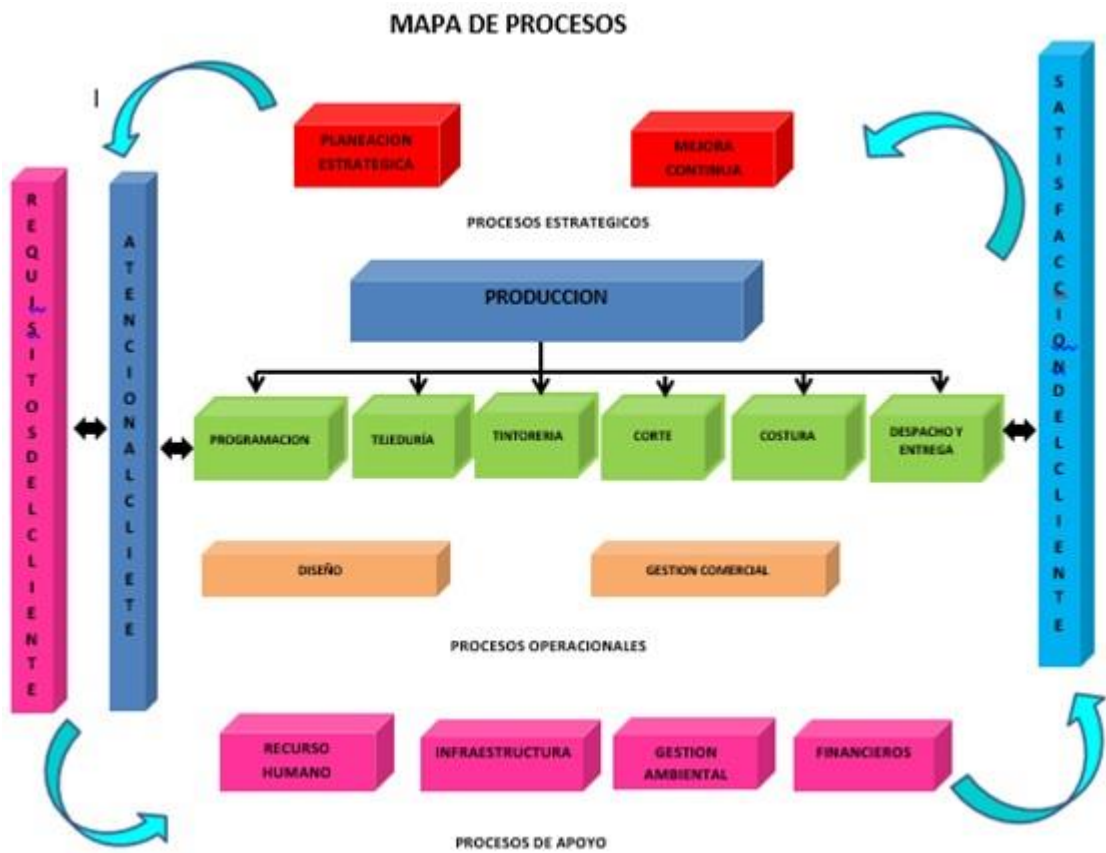 MAPA DE PROCESOS
PLANEACION
ESTRATEGICA
MEJORA
CONTINUA
PROCESOS ESTRATEGICOS
REQUISITOSDELCLIENTE
ATENCIONALCLIETE
SATISFACCCIONDELCLIENTE
PRODUCCION
PROGRAMACION
TEJEDURÍA
TINTORERIA
CORTE
COSTURA
DESPACHO Y
ENTREGA
DISEÑO
GESTION COMERCIAL
PROCESOS OPERACIONALES
RECURSO
HUMANO
INFRAESTRUCTURA
GESTION
AMBIENTAL
FINANCIEROS
PROCESOS DE APOYO